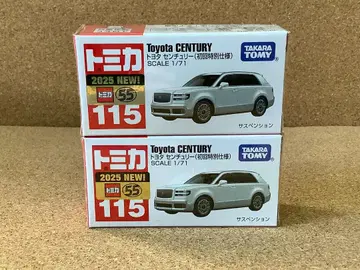 トミカ
Toyota CENTURY
トヨタ センチュリー(初回特別仕様)
SCALE 1/71
TAKARA TOMY
2025 NEW!
トミカ 55
115
サスペンション
トミカ
Toyota CENTURY
トヨタ センチュリー(初回特別仕様)
SCALE 1/71
TAKARA TOMY
2025 NEW!
トミカ 55
115
サスペンション